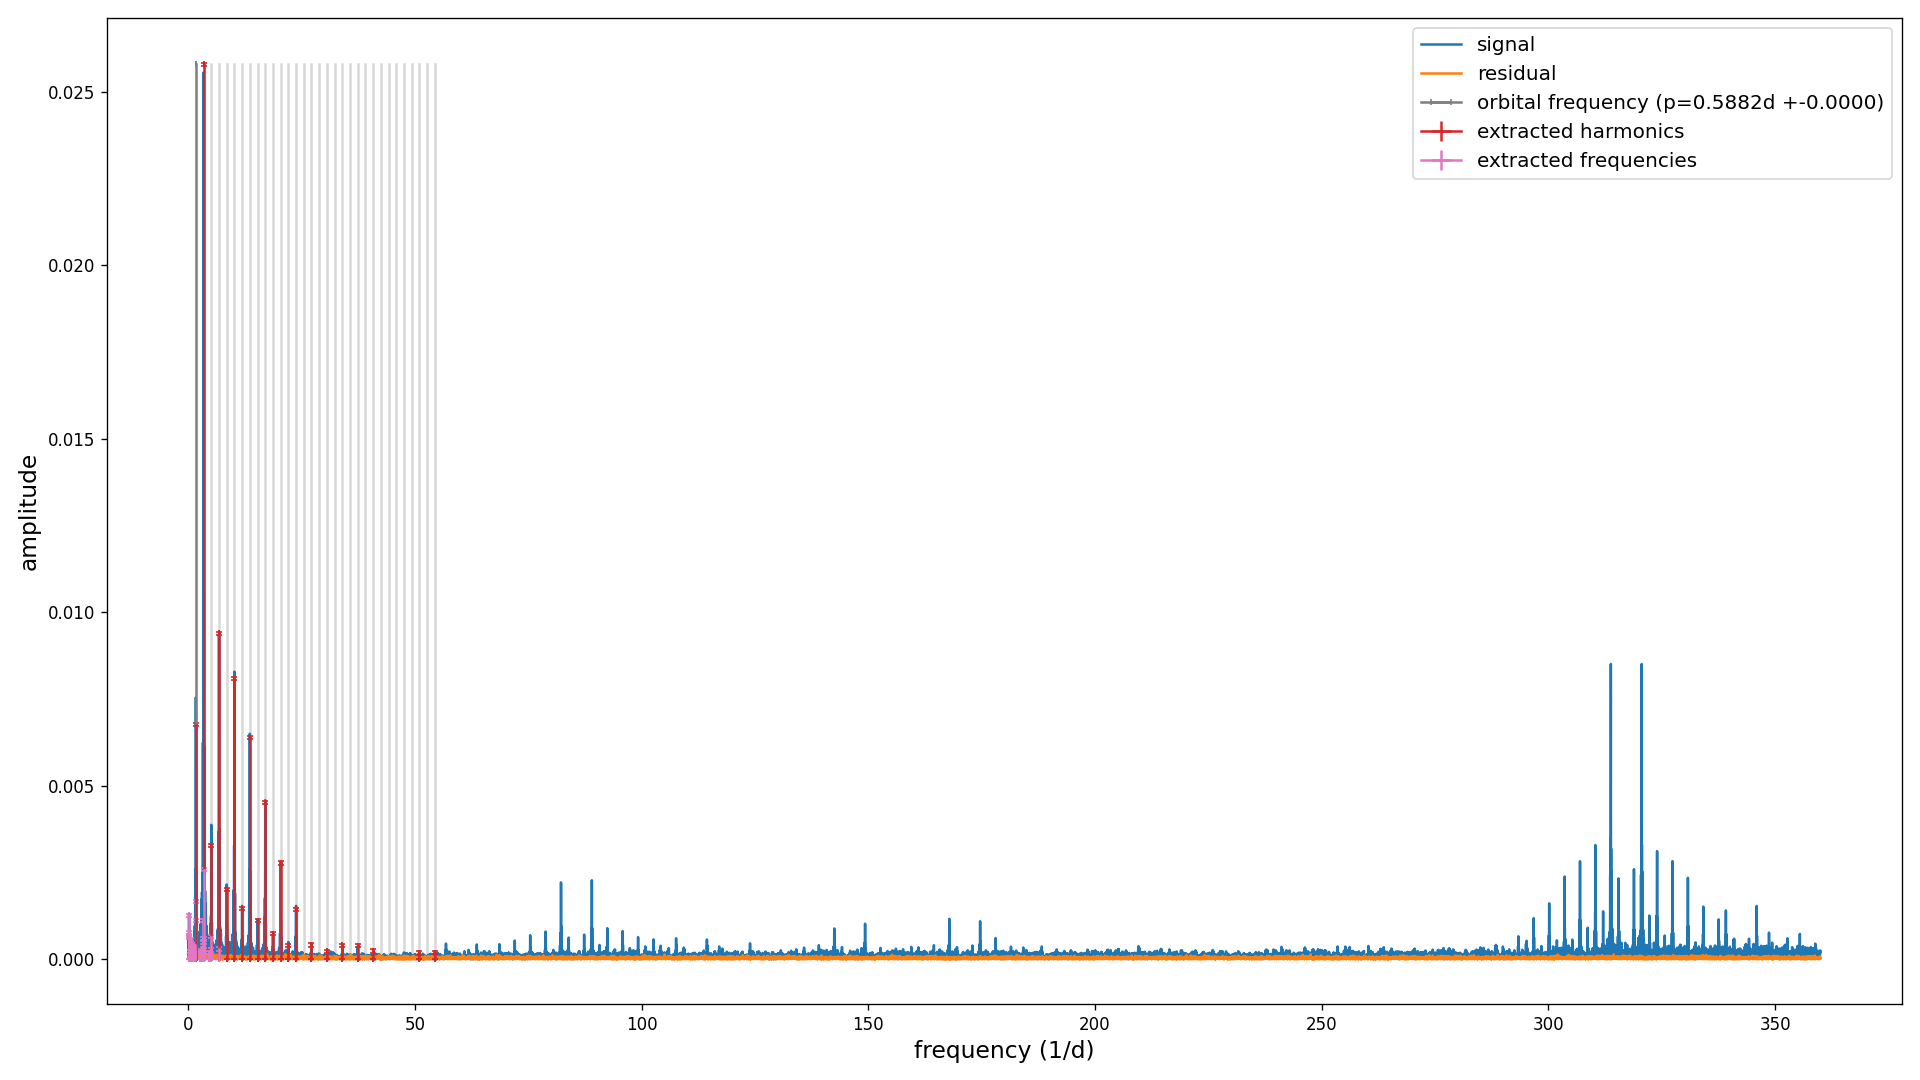 signal
residual
orbital frequency (p=0.5882d +-0.0000)
extracted harmonics
extracted frequencies
amplitude
0.025
0.020
0.015
0.010
0.005
0.000
0
50
100
150
200
250
300
350
frequency (1/d)